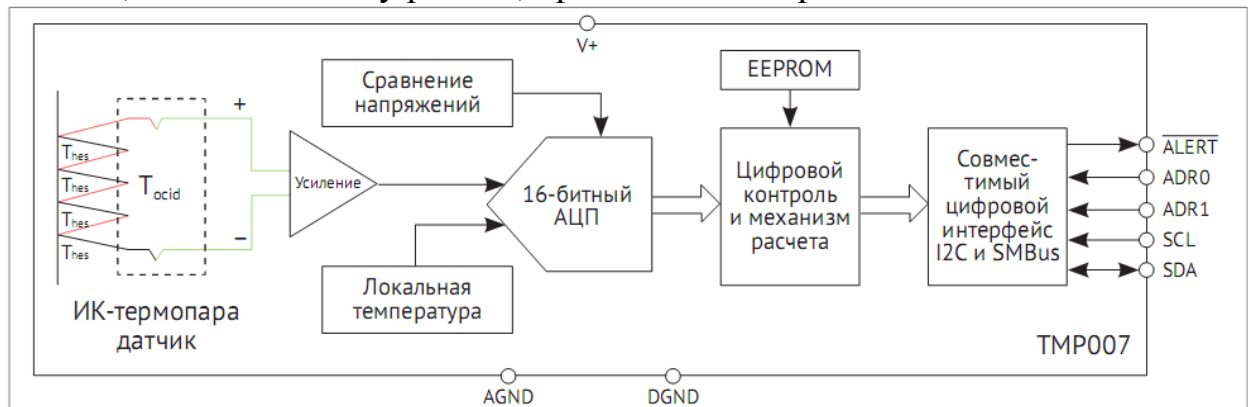 V+
Сравнение
напряжений
EEPROM
+
Thes
Thes
Thes
Thes
Tocid
−
Усиление
16-битный
АЦП
Цифровой
контроль
и механизм
расчета
Совмес-
тимый
цифровой
интерфейс
I2C и SMBus
ALERT
ADR0
ADR1
SCL
SDA
Локальная
температура
ИК-термопара
датчик
TMP007
AGND
DGND